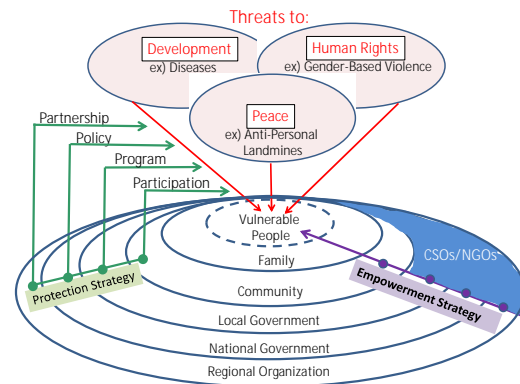 Threats to:
Development
ex) Diseases
Human Rights
ex) Gender-Based Violence
Peace
ex) Anti-Personal
Landmines
Partnership
Policy
Program
Participation
Vulnerable
People
Family
Community
Local Government
National Government
Regional Organization
CSOs/NGOs
Protection Strategy
Empowerment Strategy